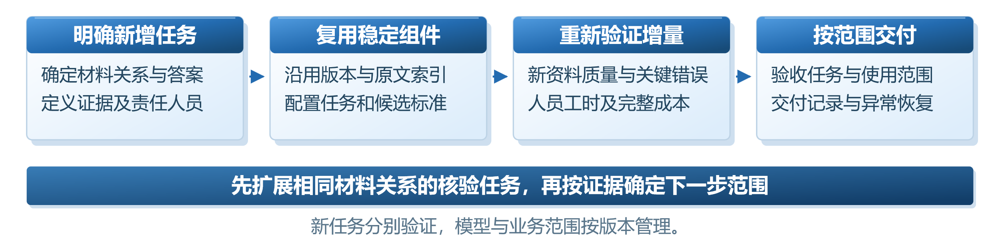 明确新增任务
确定材料关系与答案
定义证据及责任人员
复用稳定组件
沿用版本与原文索引
配置任务和候选标准
重新验证增量
新资料质量与关键错误
人员工时及完整成本
按范围交付
验收任务与使用范围
交付记录与异常恢复
先扩展相同材料关系的核验任务，再按证据确定下一步范围
新任务分别验证，模型与业务范围按版本管理。